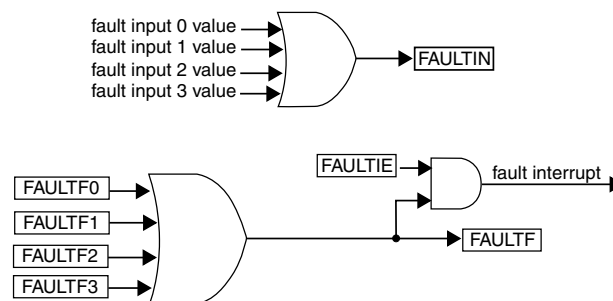 fault input 0 value
fault input 1 value
fault input 2 value
fault input 3 value
FAULTIN
FAULTIE
fault interrupt
FAULTF0
FAULTF1
FAULTF2
FAULTF3
FAULTF